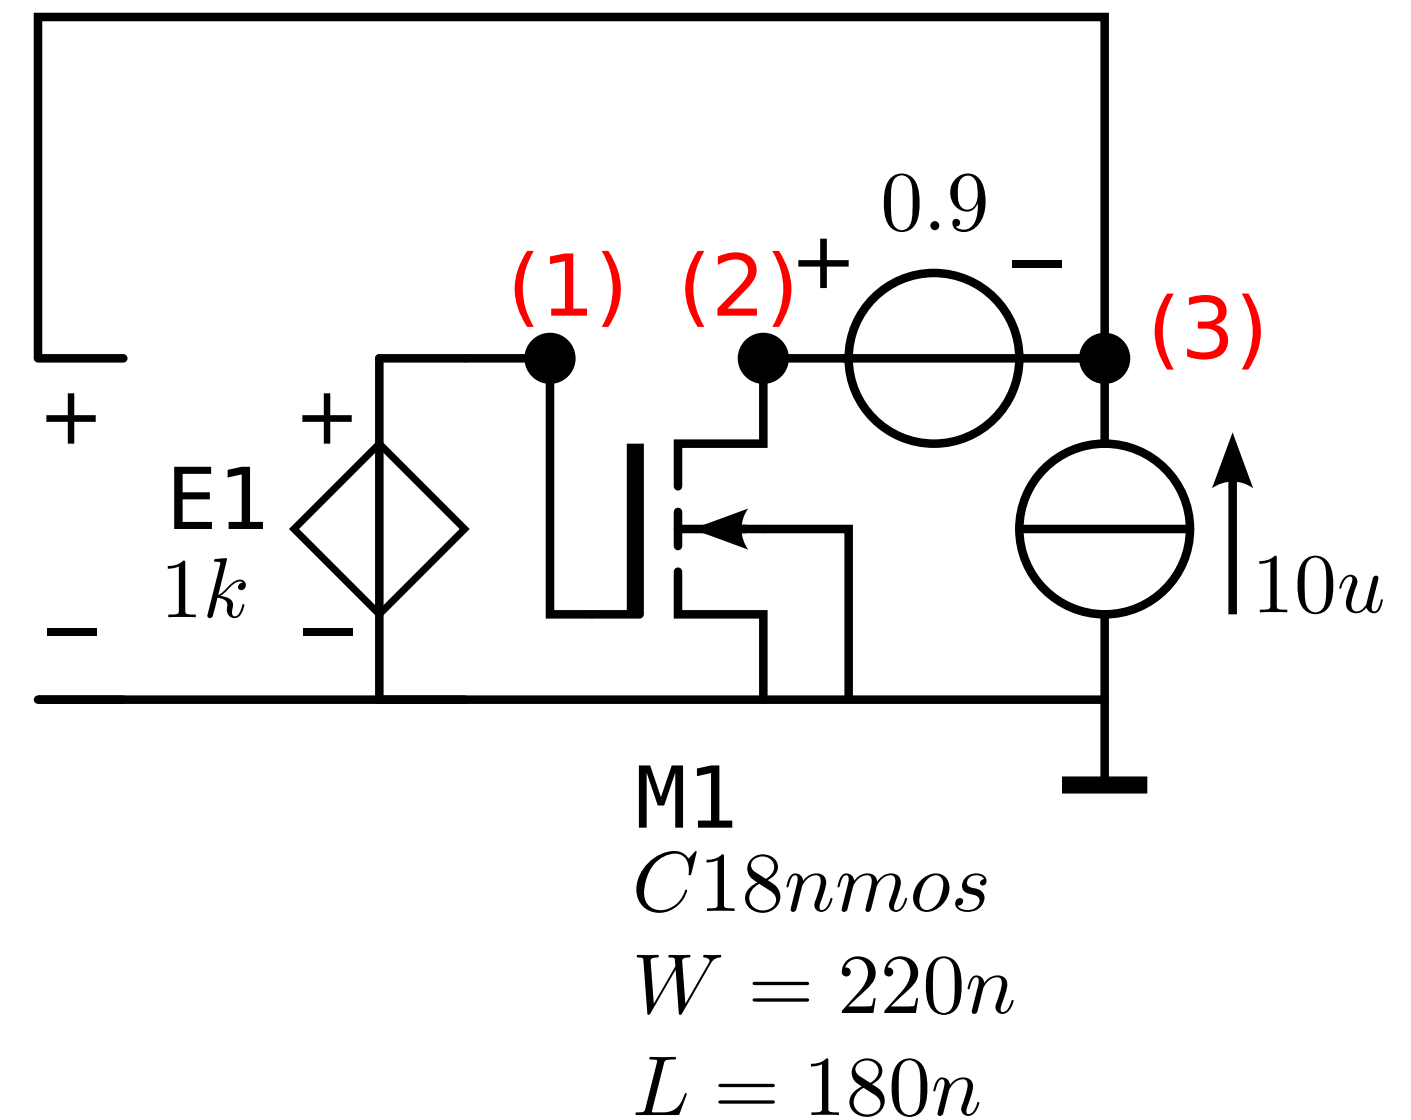 0.9
(1) (2) + −
(3)
+ +
E1
1k
− −
10u
M1
C18nmos
W = 220n
L = 180n